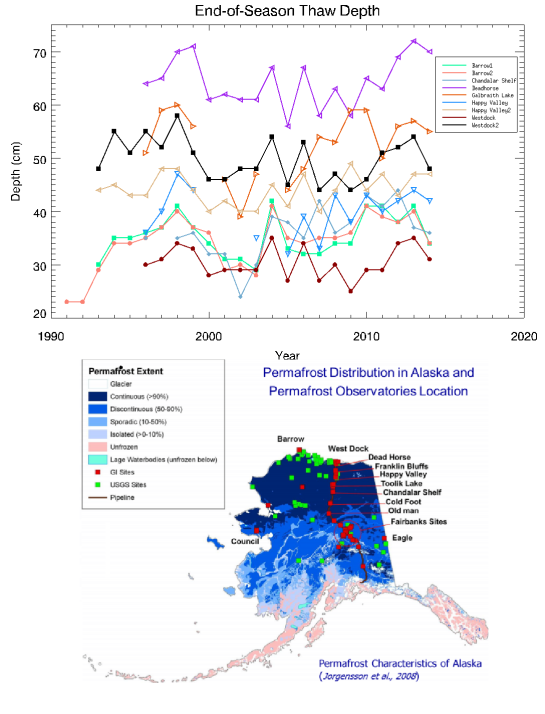 End-of-Season Thaw Depth
70
60
50
40
30
20
Depth (cm)
Barrow1
Barrow2
Chandalar Shelf
Deadhorse
Galbraith Lake
Happy Valley
Happy Valley2
Westdock
Westdock2
1990
2000
2010
2020
Year
Permafrost Distribution in Alaska and
Permafrost Observatories Location
Permafrost Extent
Glacier
Continuous (>90%)
Discontinuous (50-90%)
Sporadic (10-50%)
Isolated (>0-10%)
Unfrozen
Lage Waterbodies (unfrozen below)
GI Sites
USGS Sites
Pipeline
Barrow
West Dock
Dead Horse
Franklin Bluffs
Happy Valley
Toolik Lake
Chandalar Shelf
Cold Foot
Old man
Fairbanks Sites
Eagle
Council
Permafrost Characteristics of Alaska
(Jorgensson et al., 2008)